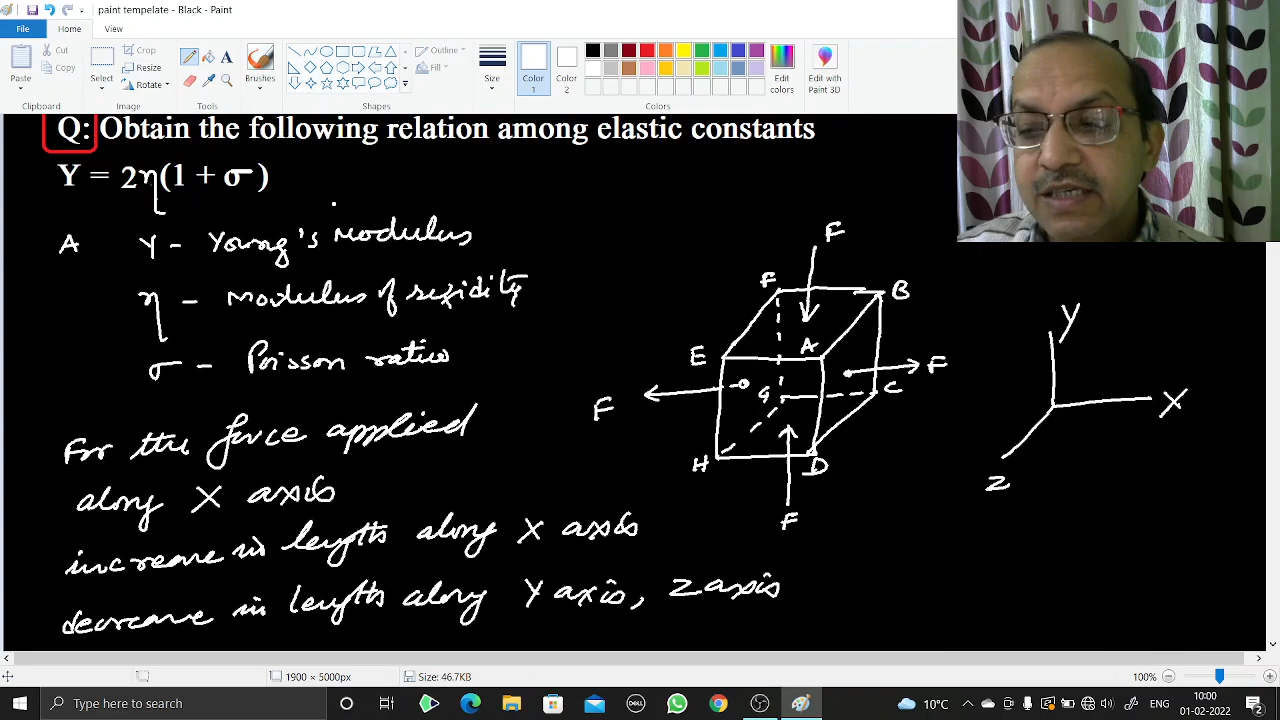 paint tempelate - Black - Paint
File
Home
View
Paste
Cut
Copy
Clipboard
Select
Crop
Resize
Rotate
Image
A
Tools
Brushes
Shapes
Outline
Fill
Size
Color
1
Color
2
Colors
Edit
colors
Edit with
Paint 3D
Q: Obtain the following relation among elastic constants
Y = 2η(1 + σ)
A Y - Young's modulus
η - Modulus of rigidity
σ - Poisson ratio
For the force applied
along X axis
increase in length along X axis
decrease in length along Y axis, Z axis
F
F
B
E
A
F
F
G
C
H
D
F
Y
X
Z
1900 × 5000px
Size: 46.7KB
100%
Type here to search
DELL
10°C
ENG
10:00
01-02-2022
2